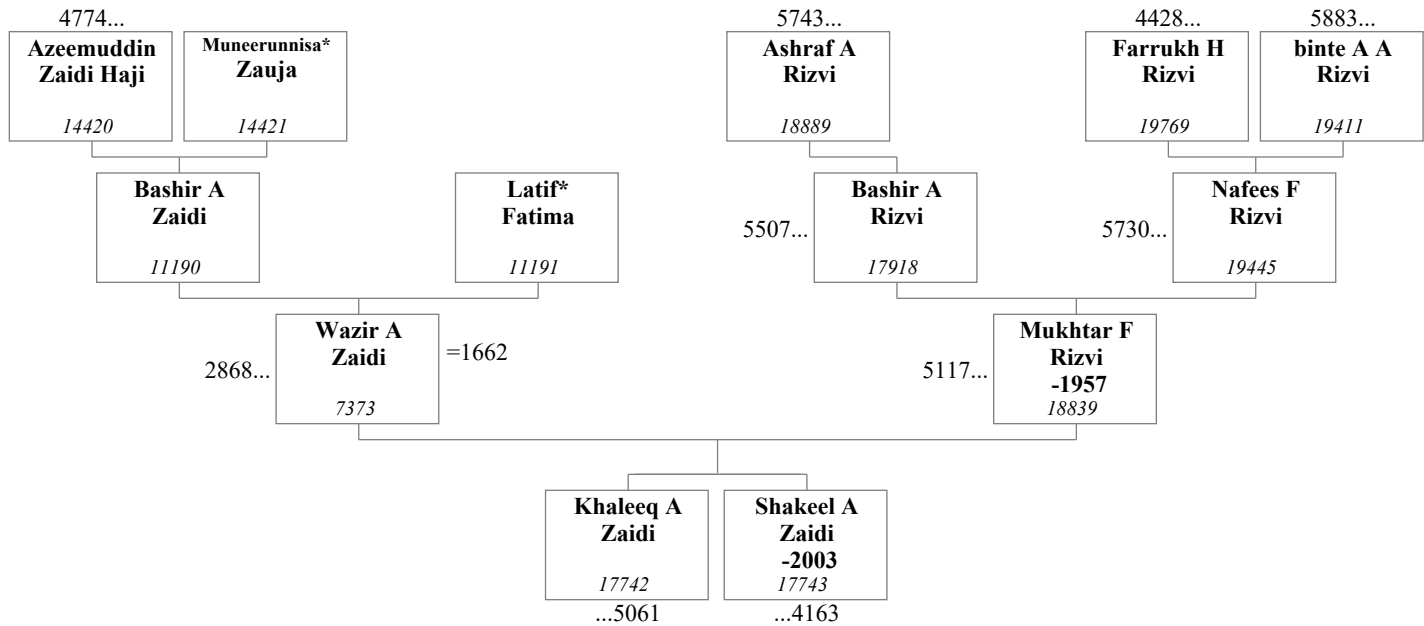 4774...
Azeemuddin
Zaidi Haji
14420
Muneerunnisa*
Zauja
14421
5743...
Ashraf A
Rizvi
18889
4428...
Farrukh H
Rizvi
19769
5883...
binte A A
Rizvi
19411
Bashir A
Zaidi
11190
Latif*
Fatima
11191
5507...
Bashir A
Rizvi
17918
5730...
Nafees F
Rizvi
19445
2868...
Wazir A
Zaidi
7373
=1662
5117...
Mukhtar F
Rizvi
-1957
18839
Khaleeq A
Zaidi
17742
...5061
Shakeel A
Zaidi
-2003
17743
...4163